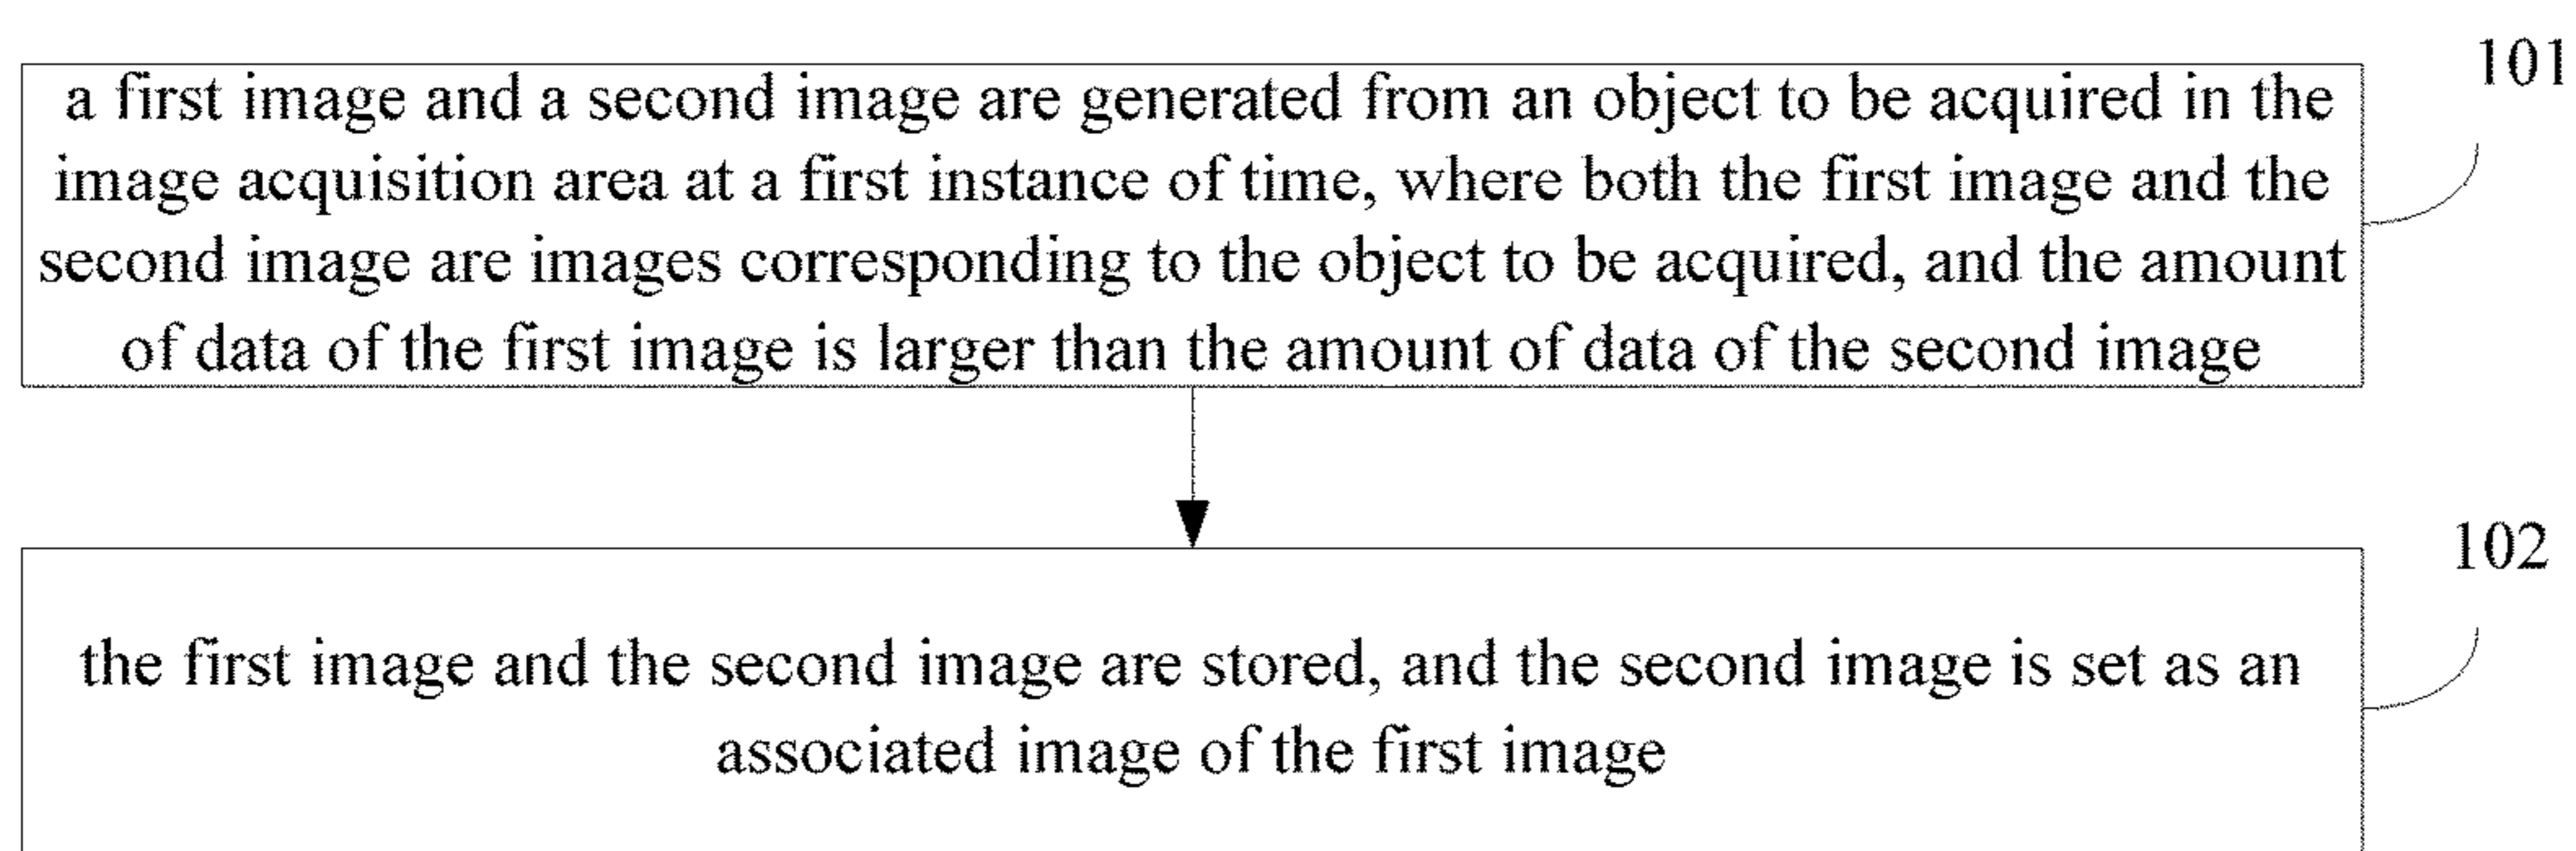 101
a first image and a second image are generated from an object to be acquired in the
image acquisition area at a first instance of time, where both the first image and the
second image are images corresponding to the object to be acquired, and the amount
of data of the first image is larger than the amount of data of the second image
102
the first image and the second image are stored, and the second image is set as an
associated image of the first image